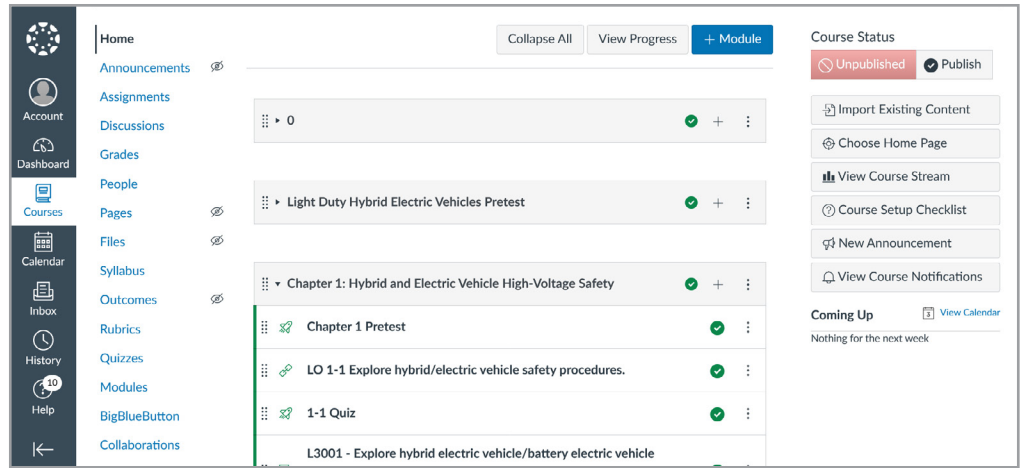 Account
Dashboard
Courses
Calendar
Inbox
History
10
Help
Home
Announcements
Assignments
Discussions
Grades
People
Pages
Files
Syllabus
Outcomes
Rubrics
Quizzes
Modules
BigBlueButton
Collaborations
Collapse All
View Progress
+ Module
0
Light Duty Hybrid Electric Vehicles Pretest
Chapter 1: Hybrid and Electric Vehicle High-Voltage Safety
Chapter 1 Pretest
LO 1-1 Explore hybrid/electric vehicle safety procedures.
1-1 Quiz
L3001 - Explore hybrid electric vehicle/battery electric vehicle
Course Status
Unpublished
Publish
Import Existing Content
Choose Home Page
View Course Stream
Course Setup Checklist
New Announcement
View Course Notifications
Coming Up
3
View Calendar
Nothing for the next week